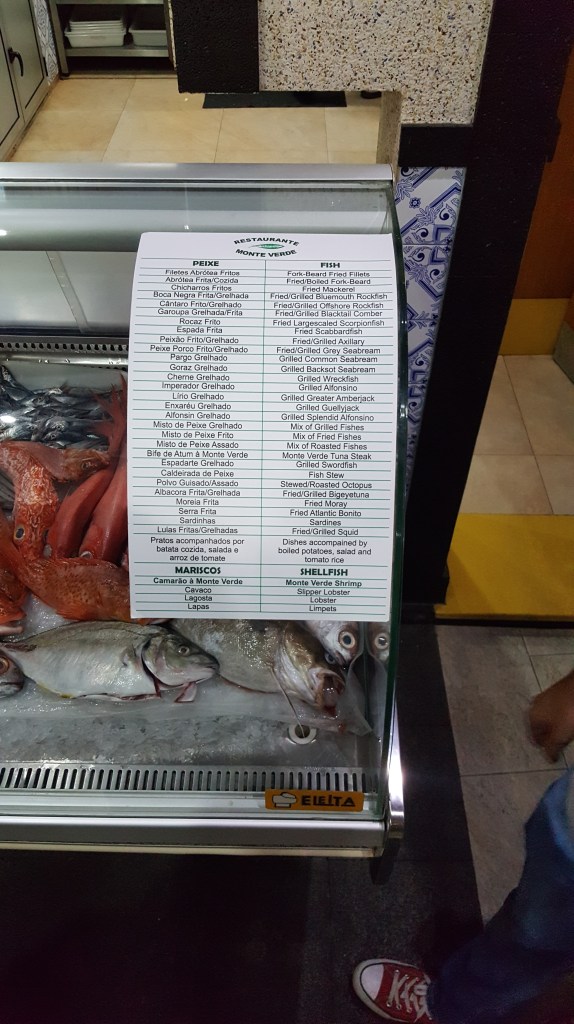 RESTAURANTE
MONTE VERDE
PEIXE FISH
Filetes Abrótea Fritos Fork-Beard Fried Fillets
Abrótea Frita/Cozida Fried/Boiled Fork-Beard
Chicharros Fritos Fried Mackerel
Boca Negra Frita/Grelhada Fried/Grilled Bluemouth Rockfish
Cântaro Frito/Grelhado Fried/Grilled Offshore Rockfish
Garoupa Grelhada/Frita Fried/Grilled Blacktail Comber
Rocaz Frito Fried Largescaled Scorpionfish
Espada Frita Fried Scabbardfish
Peixão Frito/Grelhado Fried/Grilled Axillary
Peixe Porco Frito/Grelhado Fried/Grilled Grey Seabream
Pargo Grelhado Grilled Common Seabream
Goraz Grelhado Grilled Backsot Seabream
Cherne Grelhado Grilled Wreckfish
Imperador Grelhado Grilled Alfonsino
Lírio Grelhado Grilled Greater Amberjack
Enxaréu Grelhado Grilled Guellyjack
Alfonsin Grelhado Grilled Splendid Alfonsino
Misto de Peixe Grelhado Mix of Grilled Fishes
Misto de Peixe Frito Mix of Fried Fishes
Misto de Peixe Assado Mix of Roasted Fishes
Bife de Atum à Monte Verde Monte Verde Tuna Steak
Espadarte Grelhado Grilled Swordfish
Caldeirada de Peixe Fish Stew
Polvo Guisado/Assado Stewed/Roasted Octopus
Albacora Frita/Grelhada Fried/Grilled Bigeyetuna
Moreia Frita Fried Moray
Serra Frita Fried Atlantic Bonito
Sardinhas Sardines
Lulas Fritas/Grelhadas Fried/Grilled Squid
Pratos acompanhados por Dishes accompained by
batata cozida, salada e boiled potatoes, salad and
arroz de tomate tomato rice
MARISCOS SHELLFISH
Camarão à Monte Verde Monte Verde Shrimp
Cavaco Slipper Lobster
Lagosta Lobster
Lapas Limpets